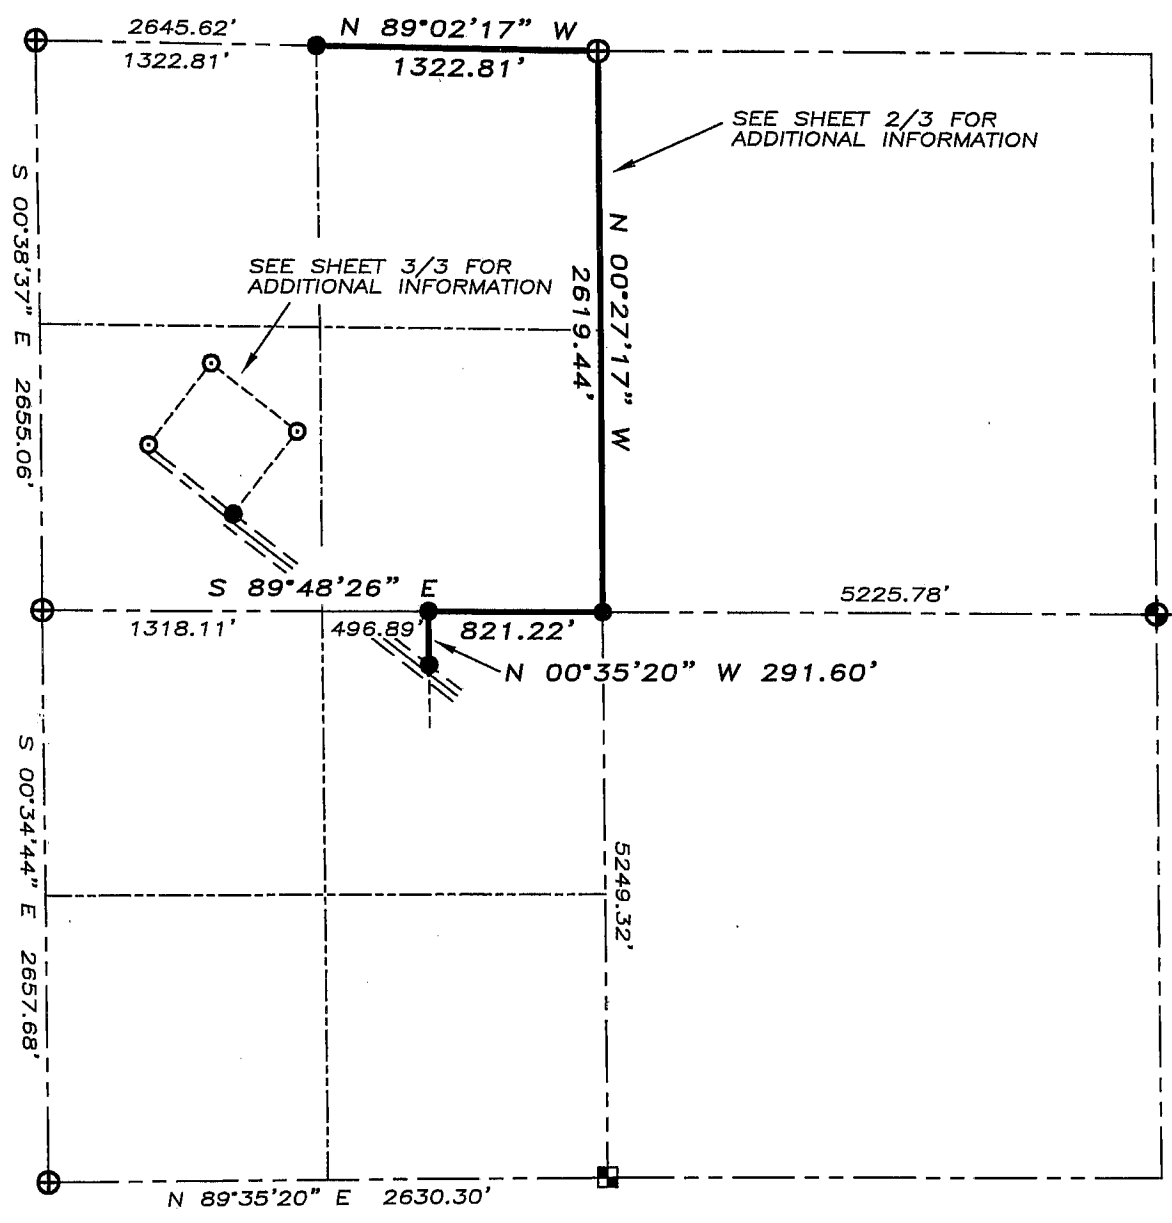 2645.62'
N 89°02'17" W
1322.81'
1322.81'
SEE SHEET 2/3 FOR
ADDITIONAL INFORMATION
S 00°38'37" E 2655.06'
N 00°27'17" W
2619.44'
SEE SHEET 3/3 FOR
ADDITIONAL INFORMATION
S 89°48'26" E
5225.78'
1318.11'
496.89'
821.22'
N 00°35'20" W 291.60'
S 00°34'44" E 2657.68'
5249.32'
N 89°35'20" E 2630.30'